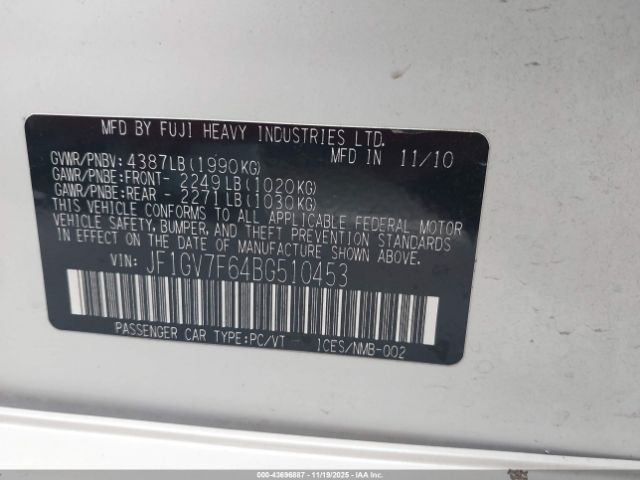 MFD BY FUJI HEAVY INDUSTRIES LTD.
GVWR/PNBV: 4387LB(1990KG) MFD IN 11/10
GAWR/PNBE:FRONT- 2249LB(1020KG)
GAWR/PNBE:REAR - 2271LB(1030KG)
THIS VEHICLE CONFORMS TO ALL APPLICABLE FEDERAL MOTOR
VEHICLE SAFETY, BUMPER, AND THEFT PREVENTION STANDARDS
IN EFFECT ON THE DATE OF MANUFACTURE SHOWN ABOVE.
VIN: JF1GV7F64BG510453
PASSENGER CAR TYPE:PC/VT ICES/NMB-002
000-43696887 - 11/19/2025 - IAAI.COM